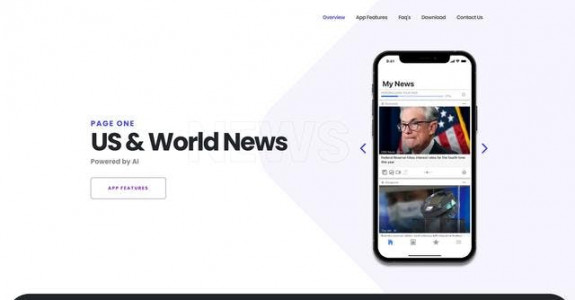 Overview
App Features
Faq's
Download
Contact Us
PAGE ONE
US & World News
NEWS
Powered by Ai
APP FEATURES
My News
Federal Reserve hikes interest rates for the fourth time this year